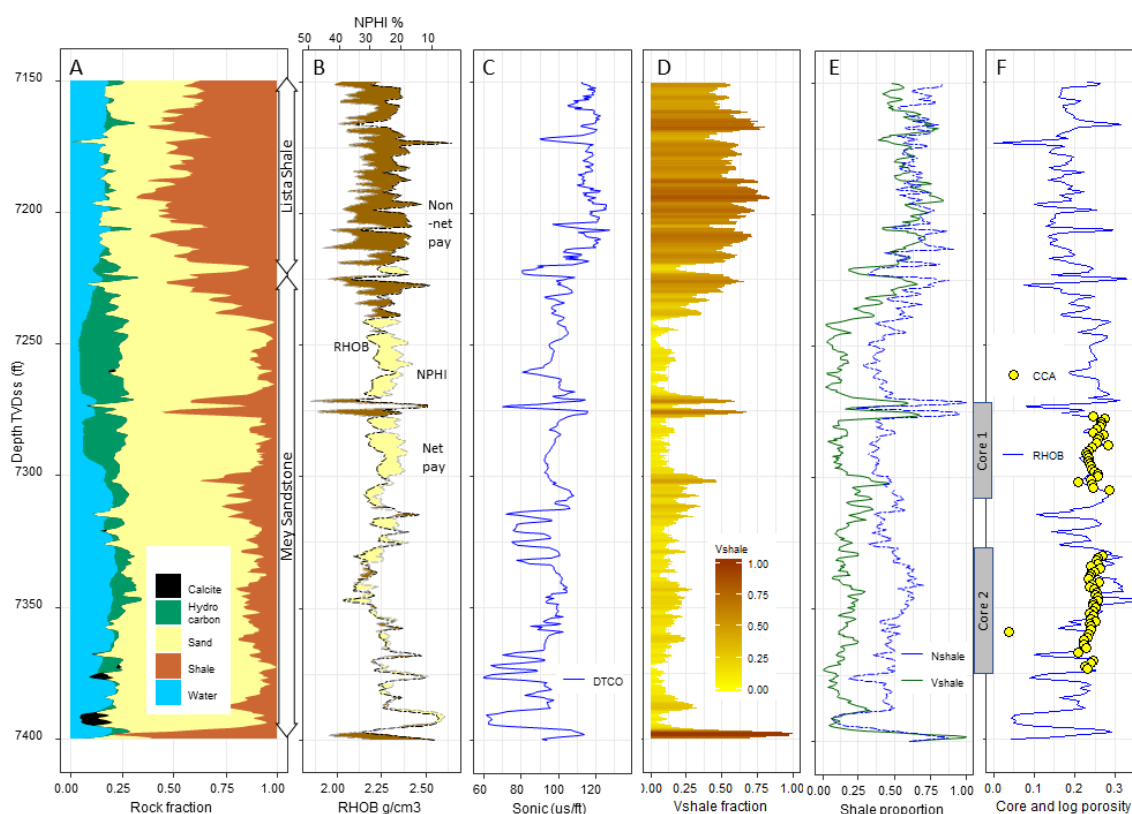 NPHI %
50 40 30 20 10
A
B
C
D
E
F
7150
7200
7250
7300
7350
7400
Depth TVDss (ft)
Lista Shale
Mey Sandstone
Calcite
Hydro
carbon
Sand
Shale
Water
Non
-net
pay
RHOB
NPHI
Net
pay
DTCO
Vshale
1.00
0.75
0.50
0.25
0.00
Nshale
Vshale
Core 1
Core 2
CCA
RHOB
0.00 0.25 0.50 0.75 1.00
Rock fraction
2.00 2.25 2.50
RHOB g/cm3
60 80 100 120
Sonic (us/ft)
0.00 0.25 0.50 0.75 1.00
Vshale fraction
0.00 0.25 0.50 0.75 1.00
Shale proportion
0.0 0.1 0.2 0.3
Core and log porosity